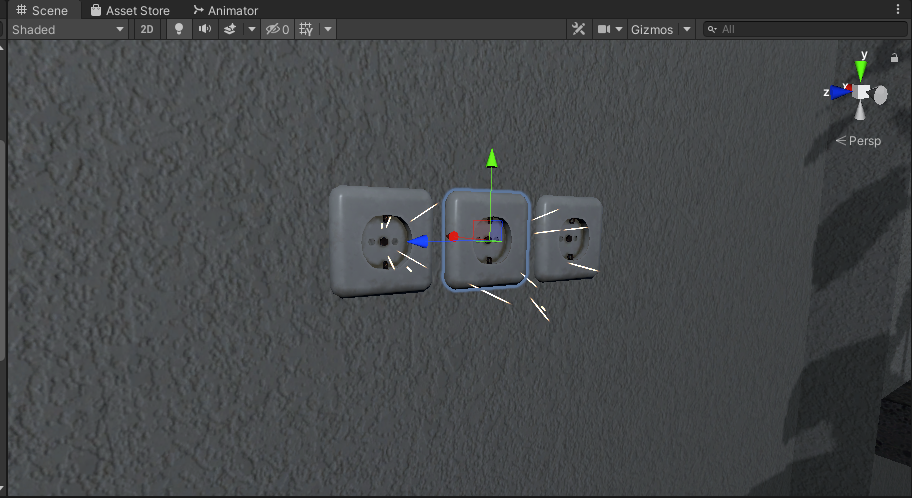 Scene Asset Store Animator
Shaded 2D 0 Gizmos All
y
x
z
Persp